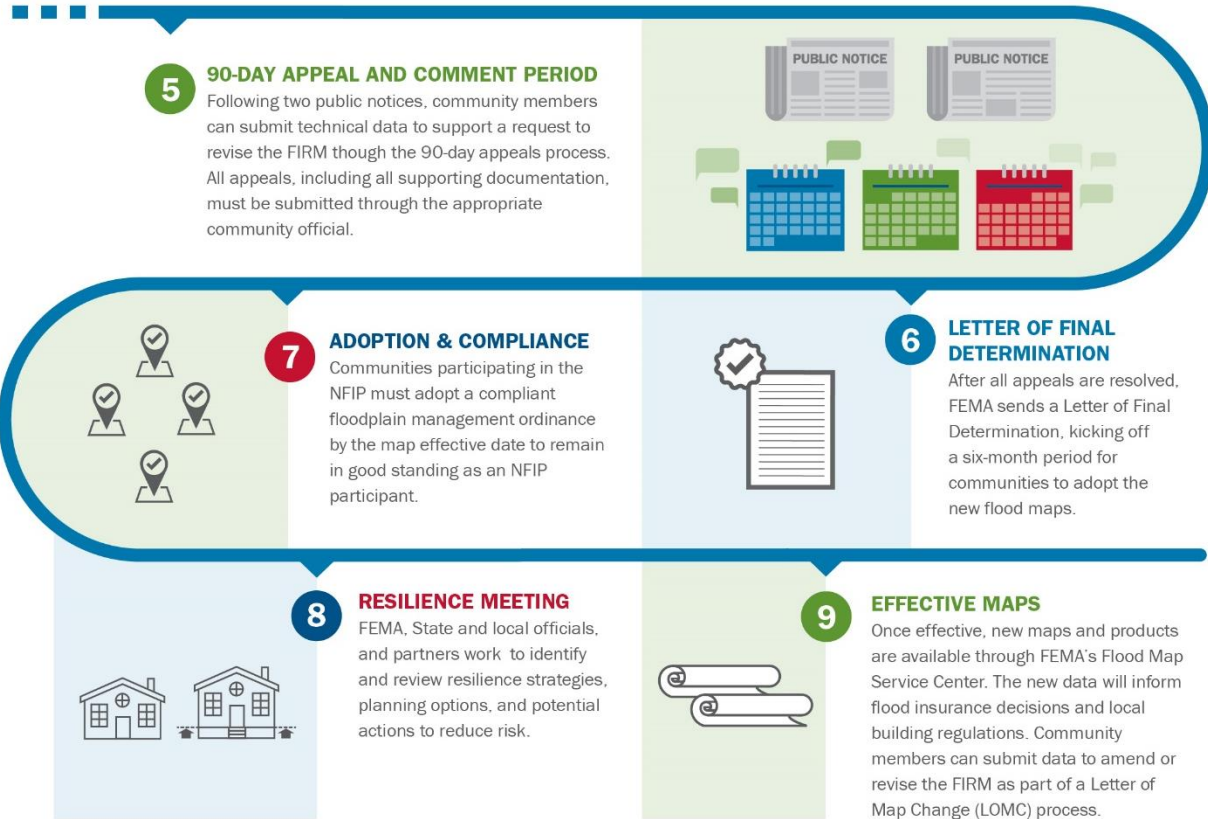 5
90-DAY APPEAL AND COMMENT PERIOD
Following two public notices, community members
can submit technical data to support a request to
revise the FIRM though the 90-day appeals process.
All appeals, including all supporting documentation,
must be submitted through the appropriate
community official.
PUBLIC NOTICE
PUBLIC NOTICE
6
LETTER OF FINAL
DETERMINATION
After all appeals are resolved,
FEMA sends a Letter of Final
Determination, kicking off
a six-month period for
communities to adopt the
new flood maps.
7
ADOPTION & COMPLIANCE
Communities participating in the
NFIP must adopt a compliant
floodplain management ordinance
by the map effective date to remain
in good standing as an NFIP
participant.
8
RESILIENCE MEETING
FEMA, State and local officials,
and partners work to identify
and review resilience strategies,
planning options, and potential
actions to reduce risk.
9
EFFECTIVE MAPS
Once effective, new maps and products
are available through FEMA's Flood Map
Service Center. The new data will inform
flood insurance decisions and local
building regulations. Community
members can submit data to amend or
revise the FIRM as part of a Letter of
Map Change (LOMC) process.